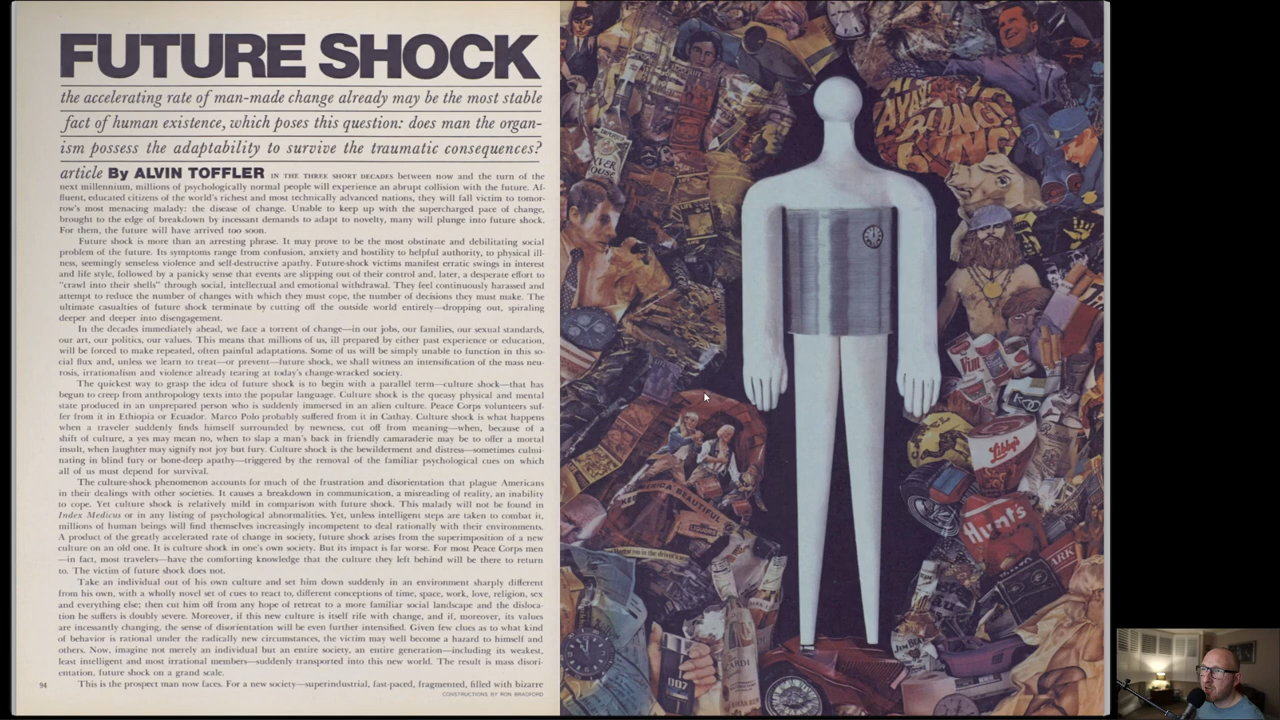 FUTURE SHOCK
the accelerating rate of man-made change already may be the most stable
fact of human existence, which poses this question: does man the organ-
ism possess the adaptability to survive the traumatic consequences?
article By ALVIN TOFFLER IN THE THREE SHORT DECADES between now and the turn of the
next millennium, millions of psychologically normal people will experience an abrupt collision with the future. Af-
fluent, educated citizens of the world's richest and most technically advanced nations, they will fall victim to tomor-
row's most menacing malady: the disease of change. Unable to keep up with the supercharged pace of change,
brought to the edge of breakdown by incessant demands to adapt to novelty, many will plunge into future shock.
For them, the future will have arrived too soon.
Future shock is more than an arresting phrase. It may prove to be the most obstinate and debilitating social
problem of the future. Its symptoms range from confusion, anxiety and hostility to helpful authority, to physical ill-
ness, seemingly senseless violence and self-destructive apathy. Future-shock victims manifest erratic swings in interest
and life style, followed by a panicky sense that events are slipping out of their control and, later, a desperate effort to
“crawl into their shells” through social, intellectual and emotional withdrawal. They feel continuously harassed and
attempt to reduce the number of changes with which they must cope, the number of decisions they must make. The
ultimate casualties of future shock terminate by cutting off the outside world entirely—dropping out, spiraling
deeper and deeper into disengagement.
In the decades immediately ahead, we face a torrent of change—in our jobs, our families, our sexual standards,
our art, our politics, our values. This means that millions of us, ill prepared by either past experience or education,
will be forced to make repeated, often painful adaptations. Some of us will be simply unable to function in this so-
cial flux and, unless we learn to treat—or prevent—future shock, we shall witness an intensification of the mass neu-
rosis, irrationalism and violence already tearing at today's change-wracked society.
The quickest way to grasp the idea of future shock is to begin with a parallel term—culture shock—that has
begun to creep from anthropology texts into the popular language. Culture shock is the queasy physical and mental
state produced in an unprepared person who is suddenly immersed in an alien culture. Peace Corps volunteers suf-
fer from it in Ethiopia or Ecuador. Marco Polo probably suffered from it in Cathay. Culture shock is what happens
when a traveler suddenly finds himself surrounded by newness, cut off from meaning—when, because of a
shift of culture, a yes may mean no, when to slap a man's back in friendly camaraderie may be to offer a mortal
insult, when laughter may signify not joy but fury. Culture shock is the bewilderment and distress—sometimes culmi-
nating in blind fury or bone-deep apathy—triggered by the removal of the familiar psychological cues on which
all of us must depend for survival.
The culture-shock phenomenon accounts for much of the frustration and disorientation that plague Americans
in their dealings with other societies. It causes a breakdown in communication, a misreading of reality, an inability
to cope. Yet culture shock is relatively mild in comparison with future shock. This malady will not be found in
Index Medicus or in any listing of psychological abnormalities. Yet, unless intelligent steps are taken to combat it,
millions of human beings will find themselves increasingly incompetent to deal rationally with their environments.
A product of the greatly accelerated rate of change in society, future shock arises from the superimposition of a new
culture on an old one. It is culture shock in one's own society. But its impact is far worse. For most Peace Corps men
—in fact, most travelers—have the comforting knowledge that the culture they left behind will be there to return
to. The victim of future shock does not.
Take an individual out of his own culture and set him down suddenly in an environment sharply different
from his own, with a wholly novel set of cues to react to, different conceptions of time, space, work, love, religion, sex
and everything else; then cut him off from any hope of retreat to a more familiar social landscape and the disloca-
tion he suffers is doubly severe. Moreover, if this new culture is itself rife with change, and if, moreover, its values
are incessantly changing, the sense of disorientation will be even further intensified. Given few clues as to what kind
of behavior is rational under the radically new circumstances, the victim may well become a hazard to himself and
others. Now, imagine not merely an individual but an entire society, an entire generation—including its weakest,
least intelligent and most irrational members—suddenly transported into this new world. The result is mass disori-
entation, future shock on a grand scale.
This is the prospect man now faces. For a new society—superindustrial, fast-paced, fragmented, filled with bizarre
94
CONSTRUCTIONS BY RON BRADFORD
Vim
KOOL
Libby's
Hunt's
KEEP AMERICA BEAUTIFUL
JIM BEAM
007